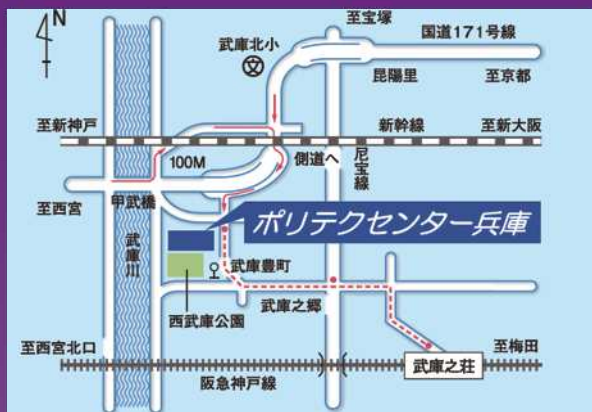 N
至宝塚
国道171号線
武庫北小
文
昆陽里
至京都
至新神戸
新幹線
至新大阪
100M
側道へ
尼宝線
甲武橋
至西宮
ポリテクセンター兵庫
武庫川
武庫豊町
西武庫公園
武庫之郷
至西宮北口
至梅田
武庫之荘
阪急神戸線